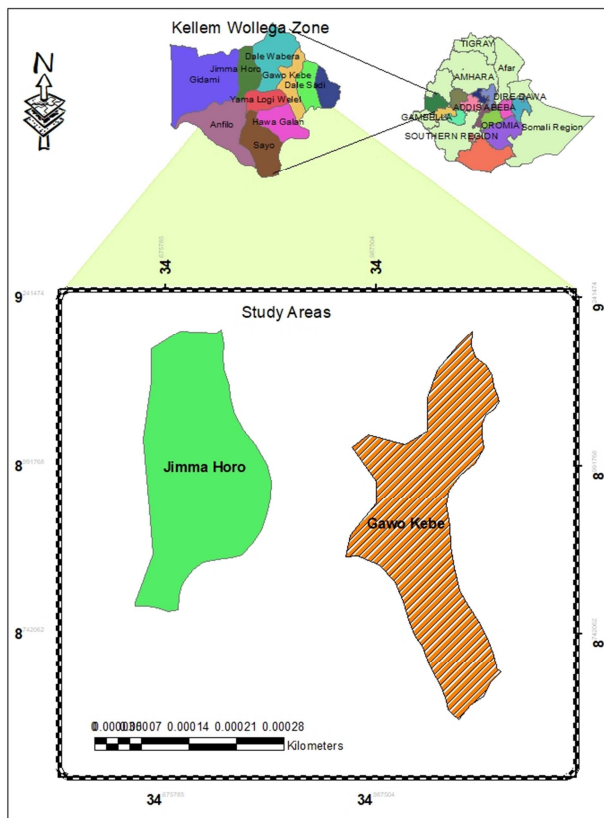 Kellem Wollega Zone
N
Dale Wabera
Jimma Horo
Gidami
Gawo Kebe
Dale Sadi
Yama Logi Welel
Hawa Galan
Anfilo
Sayo
TIGRAY
Afar
AMHARA
DIRE DAWA
ADDIS ABEBA
GAMBELLA
OROMIA
Somali Region
SOUTHERN REGION
34
34
9
9
Study Areas
Jimma Horo
8
8
Gawo Kebe
8
8
0.00014 0.00021 0.00028
Kilometers
34
34